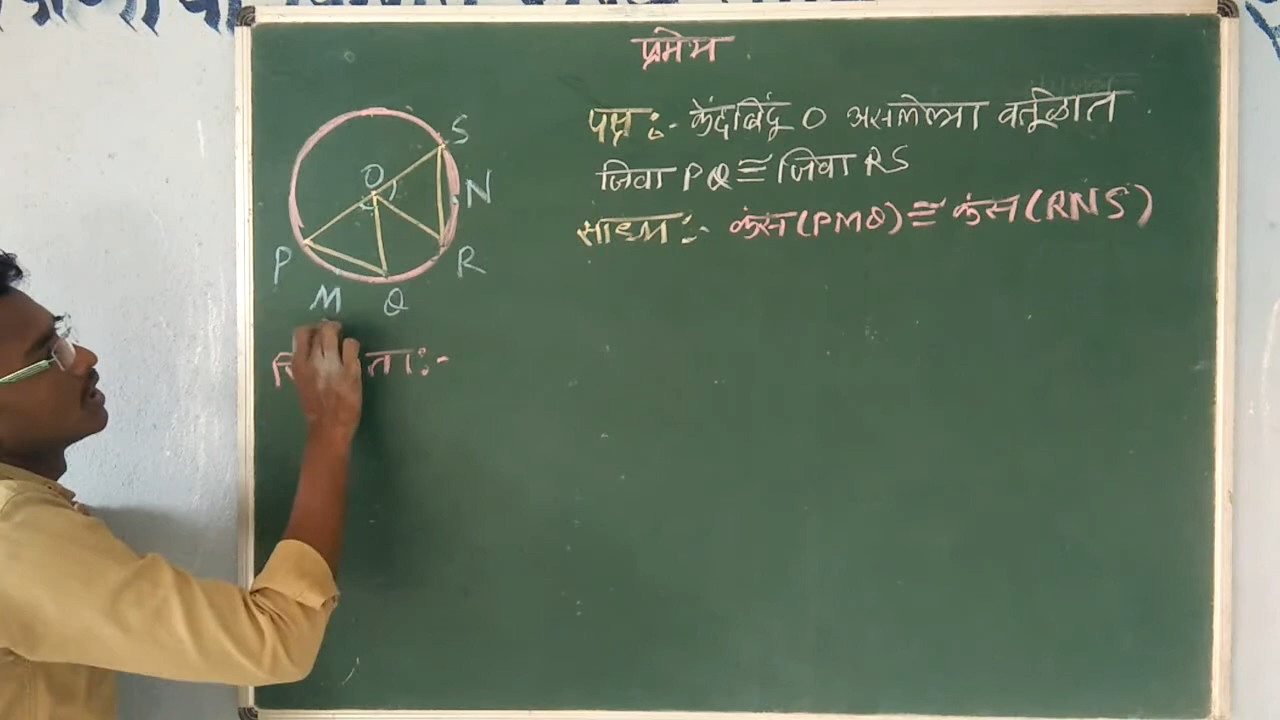 प्रमेय
पक्ष :- केंद्रबिंदू O असलेल्या वर्तूळात
जिवा PQ ≅ जिवा RS
साध्य :- कंस (PMQ) ≅ कंस (RNS)
S
O
N
P
R
M
Q
ता :-